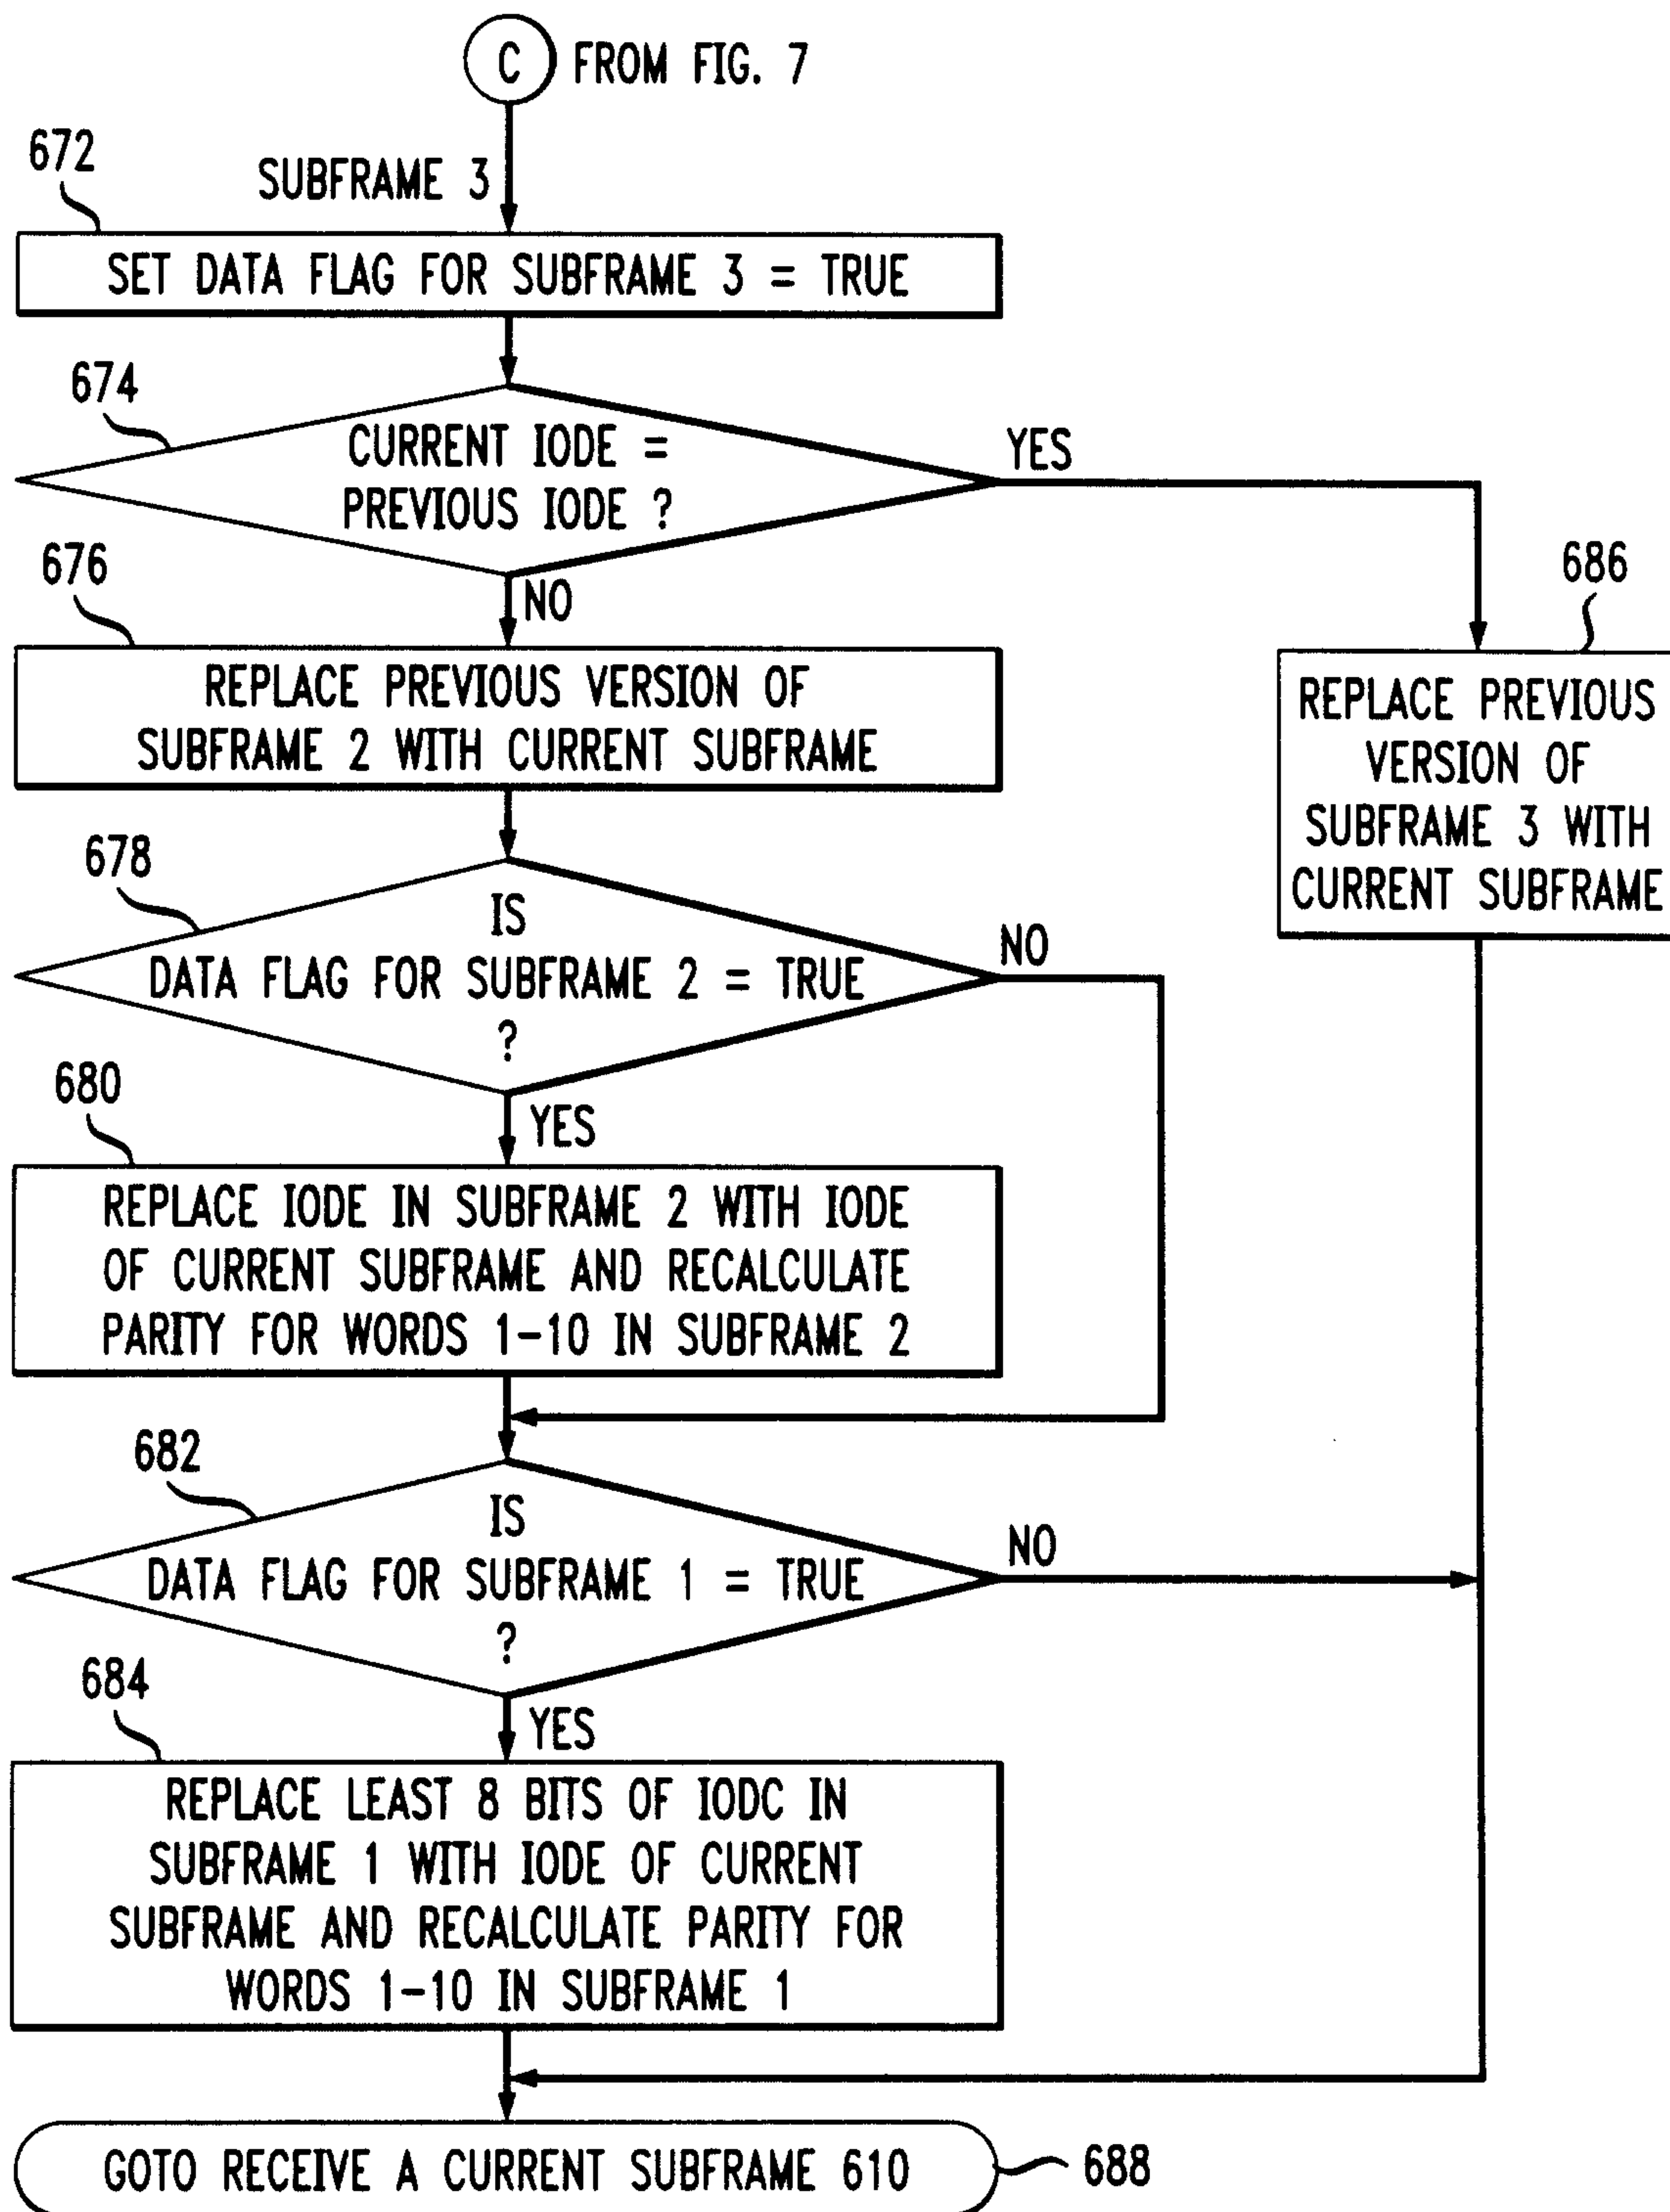 C FROM FIG. 7
672
SUBFRAME 3
SET DATA FLAG FOR SUBFRAME 3 = TRUE
674
CURRENT IODE =
PREVIOUS IODE ?
YES
NO
676
REPLACE PREVIOUS VERSION OF
SUBFRAME 2 WITH CURRENT SUBFRAME
686
REPLACE PREVIOUS
VERSION OF
SUBFRAME 3 WITH
CURRENT SUBFRAME
678
IS
DATA FLAG FOR SUBFRAME 2 = TRUE
?
NO
YES
680
REPLACE IODE IN SUBFRAME 2 WITH IODE
OF CURRENT SUBFRAME AND RECALCULATE
PARITY FOR WORDS 1-10 IN SUBFRAME 2
682
IS
DATA FLAG FOR SUBFRAME 1 = TRUE
?
NO
YES
684
REPLACE LEAST 8 BITS OF IODC IN
SUBFRAME 1 WITH IODE OF CURRENT
SUBFRAME AND RECALCULATE PARITY FOR
WORDS 1-10 IN SUBFRAME 1
GOTO RECEIVE A CURRENT SUBFRAME 610
688